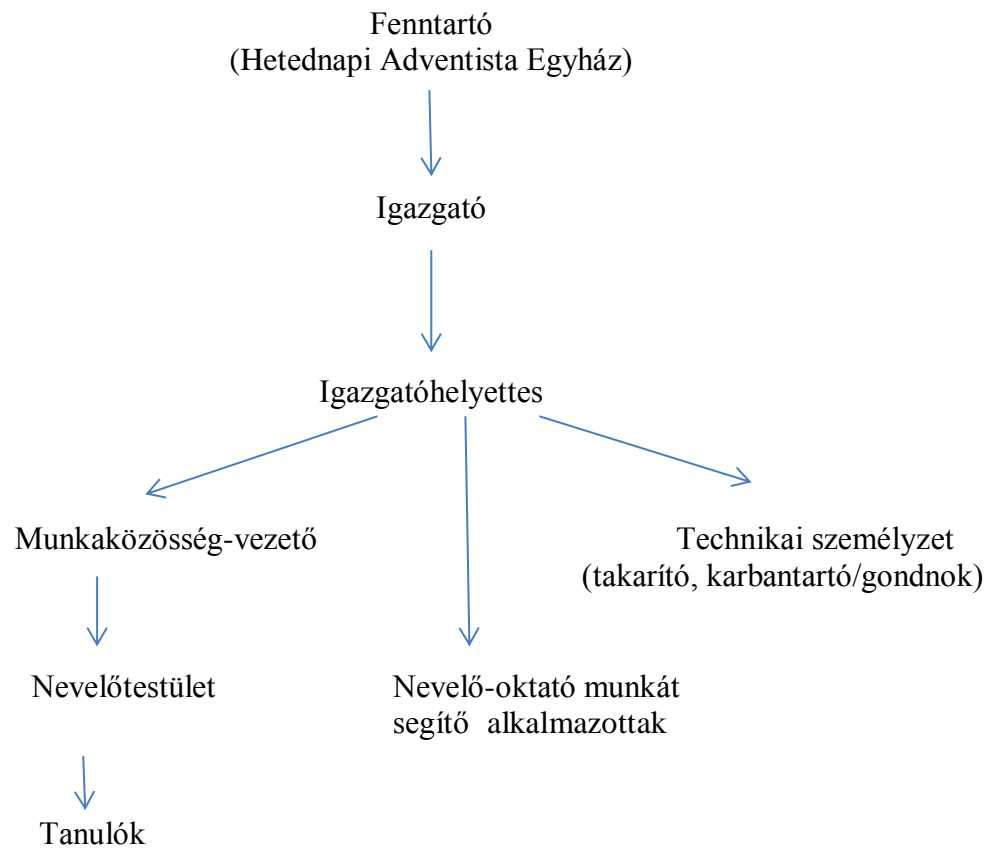 Fenntartó
(Hetednapi Adventista Egyház)
Igazgató
Igazgatóhelyettes
Munkaközösség-vezető
Technikai személyzet
(takarító, karbantartó/gondnok)
Nevelőtestület
Nevelő-oktató munkát
segítő alkalmazottak
Tanulók